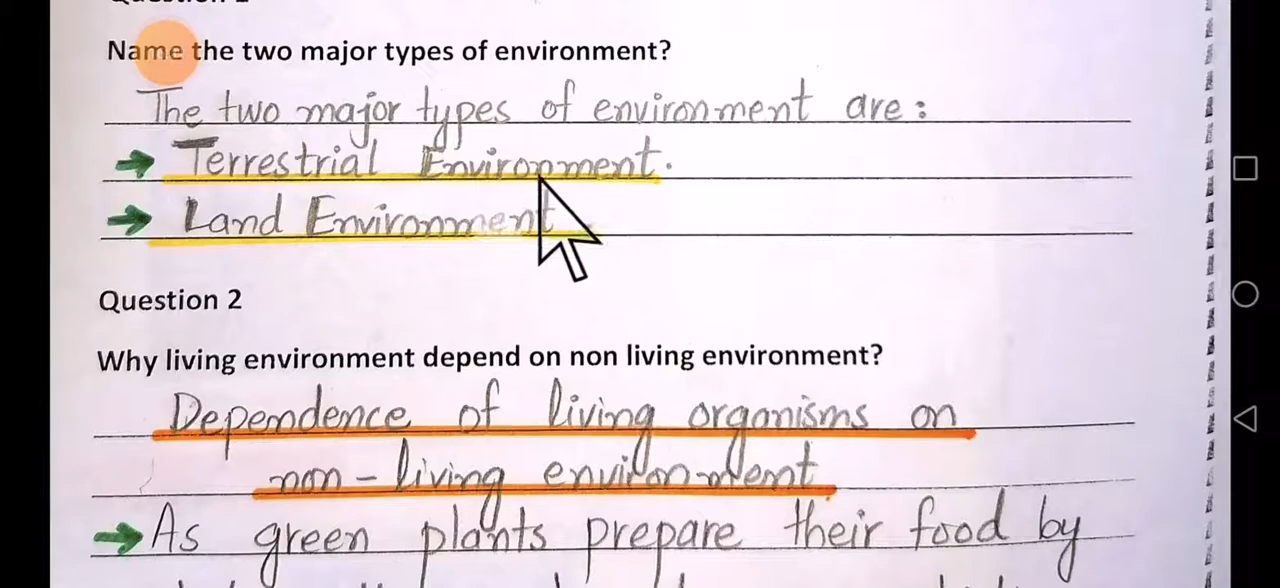 Name the two major types of environment?
The two major types of environment are:
Terrestrial Environment.
Land Environment
Question 2
Why living environment depend on non living environment?
Dependence of living organisms on
non-living environment
As green plants prepare their food by